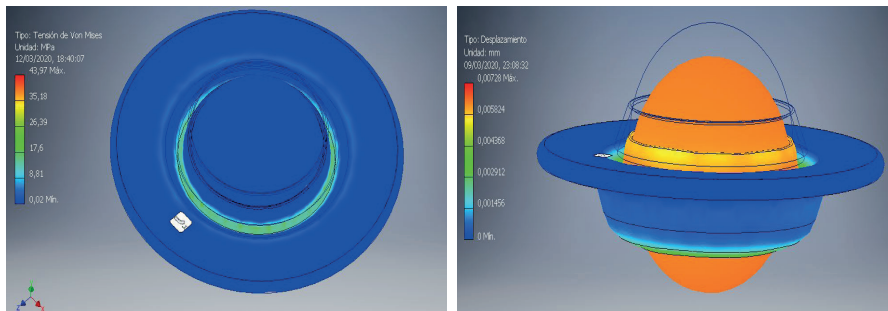 Tipo: Tensión de Von Mises
Unidad: MPa
12/03/2020, 18:40:07
43,97 Máx.
35,18
26,39
17,6
8,81
0,02 Mín.
Tipo: Desplazamiento
Unidad: mm
09/03/2020, 23:08:32
0,00728 Máx.
0,005824
0,004368
0,002912
0,001456
0 Mín.